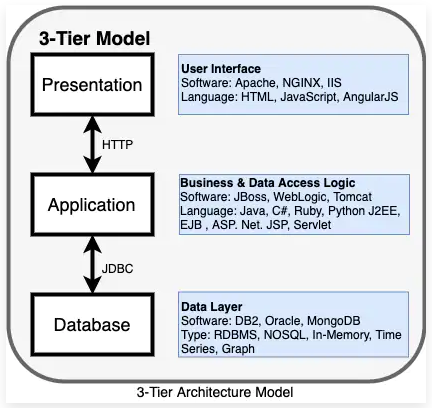 3-Tier Model
Presentation
User Interface
Software: Apache, NGINX, IIS
Language: HTML, JavaScript, AngularJS
HTTP
Application
Business & Data Access Logic
Software: JBoss, WebLogic, Tomcat
Language: Java, C#, Ruby, Python J2EE,
EJB , ASP. Net. JSP, Servlet
JDBC
Database
Data Layer
Software: DB2, Oracle, MongoDB
Type: RDBMS, NOSQL, In-Memory, Time
Series, Graph
3-Tier Architecture Model